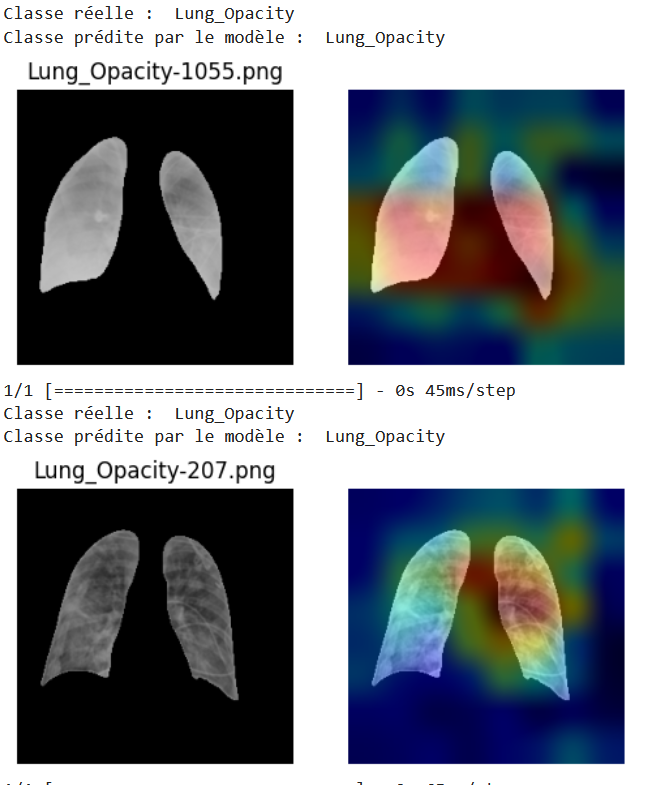 Classe réelle :  Lung_Opacity
Classe prédite par le modèle :  Lung_Opacity
Lung_Opacity-1055.png
1/1 [==============================] - 0s 45ms/step
Classe réelle :  Lung_Opacity
Classe prédite par le modèle :  Lung_Opacity
Lung_Opacity-207.png